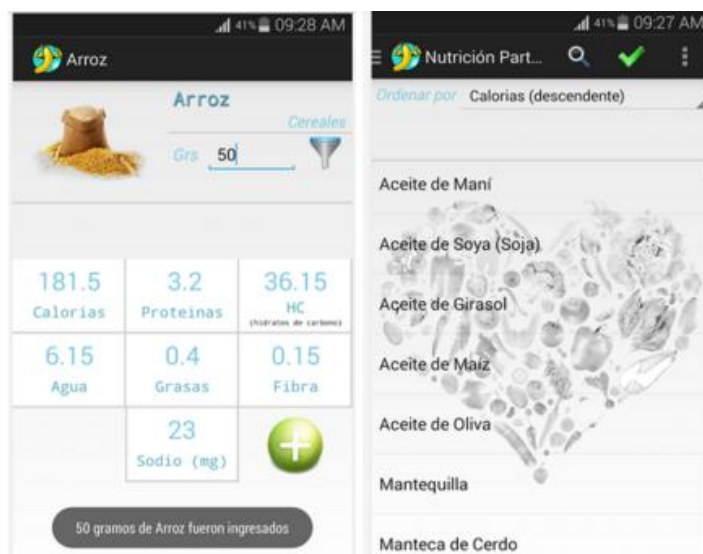 41% 09:28 AM
Arroz
Arroz
Cereales
Grs 50
181.5
Calorias
3.2
Proteinas
36.15
HC
(hidratos de carbono)
6.15
Agua
0.4
Grasas
0.15
Fibra
23
Sodio (mg)
50 gramos de Arroz fueron ingresados
41% 09:27 AM
Nutrición Part...
Ordenar por Calorias (descendente)
Aceite de Maní
Aceite de Soya (Soja)
Aceite de Girasol
Aceite de Maíz
Aceite de Oliva
Mantequilla
Manteca de Cerdo